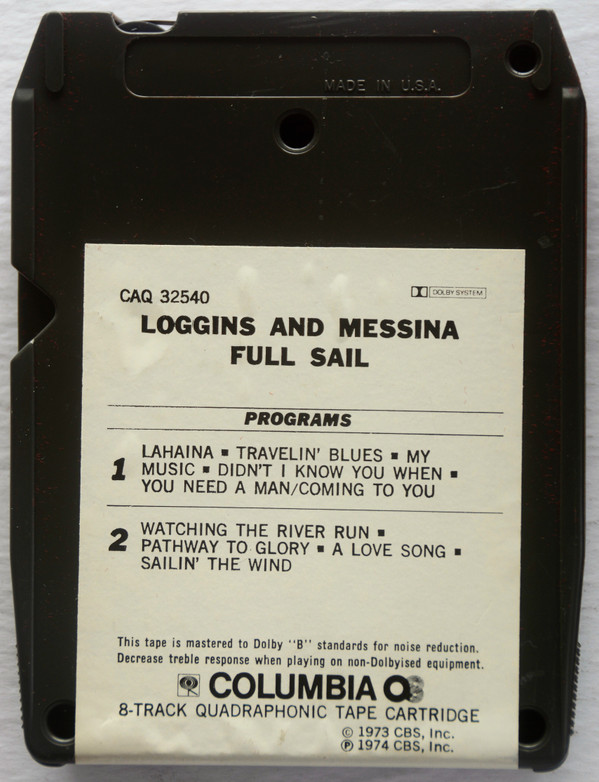 MADE IN U.S.A.
CAQ 32540
DOLBY SYSTEM
LOGGINS AND MESSINA
FULL SAIL
PROGRAMS
1
LAHAINA ▪ TRAVELIN' BLUES ▪ MY
MUSIC ▪ DIDN'T I KNOW YOU WHEN ▪
YOU NEED A MAN/COMING TO YOU
2
WATCHING THE RIVER RUN ▪
PATHWAY TO GLORY ▪ A LOVE SONG ▪
SAILIN' THE WIND
This tape is mastered to Dolby "B" standards for noise reduction.
Decrease treble response when playing on non-Dolbyised equipment.
COLUMBIA Q8
8-TRACK QUADRAPHONIC TAPE CARTRIDGE
© 1973 CBS, Inc.
℗ 1974 CBS, Inc.